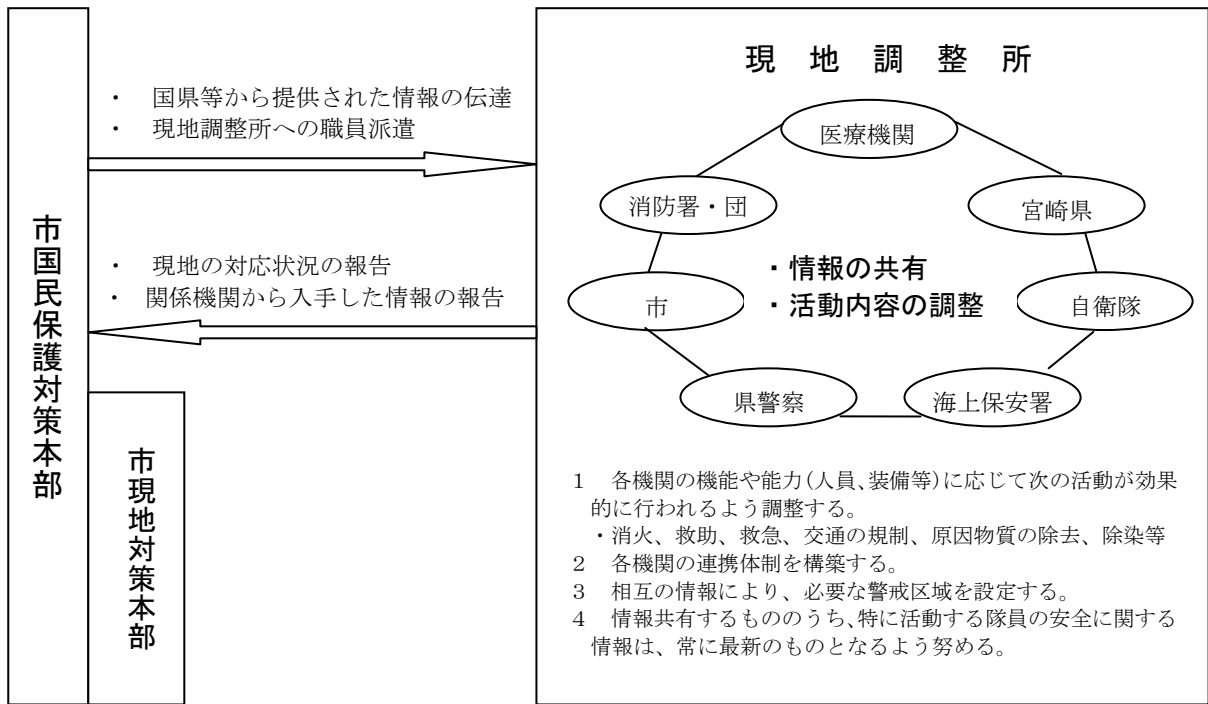 市国民保護対策本部
市現地対策本部
・ 国県等から提供された情報の伝達
・ 現地調整所への職員派遣
・ 現地の対応状況の報告
・ 関係機関から入手した情報の報告
現 地 調 整 所
医療機関
消防署・団
宮崎県
・情報の共有
・活動内容の調整
市
自衛隊
県警察
海上保安署
1 各機関の機能や能力(人員、装備等)に応じて次の活動が効果
的に行われるよう調整する。
・消火、救助、救急、交通の規制、原因物質の除去、除染等
2 各機関の連携体制を構築する。
3 相互の情報により、必要な警戒区域を設定する。
4 情報共有するもののうち、特に活動する隊員の安全に関する
情報は、常に最新のものとなるよう努める。